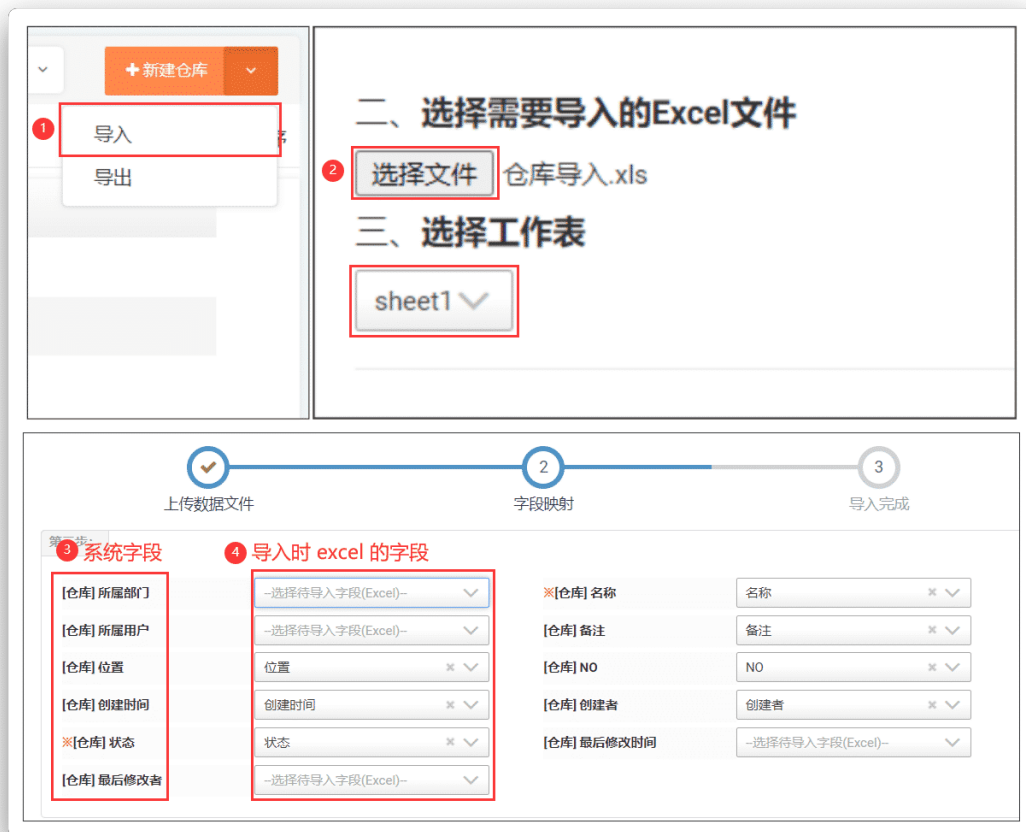 新建仓库
1
导入
序
导出
二、选择需要导入的Excel文件
2
选择文件 仓库导入.xls
三、选择工作表
sheet1
2 3
上传数据文件 字段映射 导入完成
3 系统字段 4 导入时 excel 的字段
[仓库] 所属部门 --选择待导入字段(Excel)-- ※[仓库] 名称 名称
[仓库] 所属用户 --选择待导入字段(Excel)-- [仓库] 备注 备注
[仓库] 位置 位置 [仓库] NO NO
[仓库] 创建时间 创建时间 [仓库] 创建者 创建者
※[仓库] 状态 状态 [仓库] 最后修改时间 --选择待导入字段(Excel)--
[仓库] 最后修改者 --选择待导入字段(Excel)--